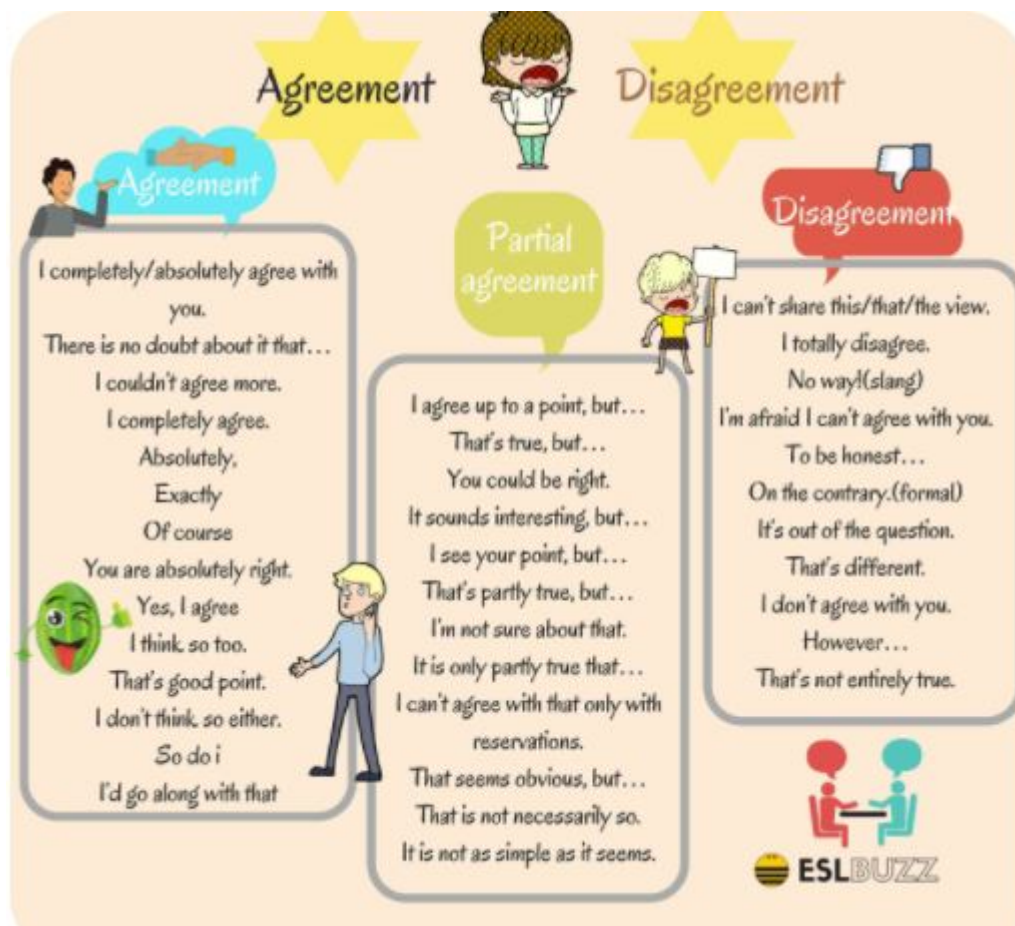 Agreement
Disagreement
Agreement
I completely/absolutely agree with
you.
There is no doubt about it that...
I couldn't agree more.
I completely agree.
Absolutely,
Exactly
Of course
You are absolutely right.
Yes, I agree
I think so too.
That's good point.
I don't think so either.
So do i
I'd go along with that
Partial
agreement
I agree up to a point, but...
That's true, but...
You could be right.
It sounds interesting, but...
I see your point, but...
That's partly true, but...
I'm not sure about that.
It is only partly true that...
I can't agree with that only with
reservations.
That seems obvious, but...
That is not necessarily so.
It is not as simple as it seems.
Disagreement
I can't share this/that/the view.
I totally disagree.
No way!(slang)
I'm afraid I can't agree with you.
To be honest...
On the contrary.(formal)
It's out of the question.
That's different.
I don't agree with you.
However...
That's not entirely true.
ESLBUZZ